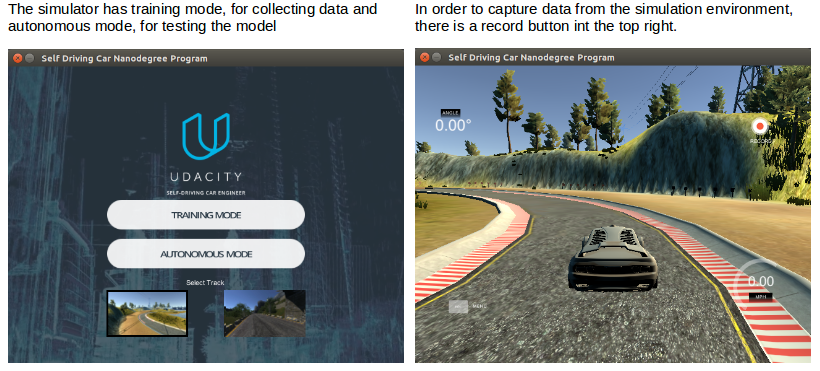 The simulator has training mode, for collecting data and
autonomous mode, for testing the model
In order to capture data from the simulation environment,
there is a record button int the top right.
Self Driving Car Nanodegree Program
UDACITY
SELF-DRIVING CAR ENGINEER
TRAINING MODE
AUTONOMOUS MODE
Select Track
Self Driving Car Nanodegree Program
ANGLE
0.00°
RECORD
0.00
MPH